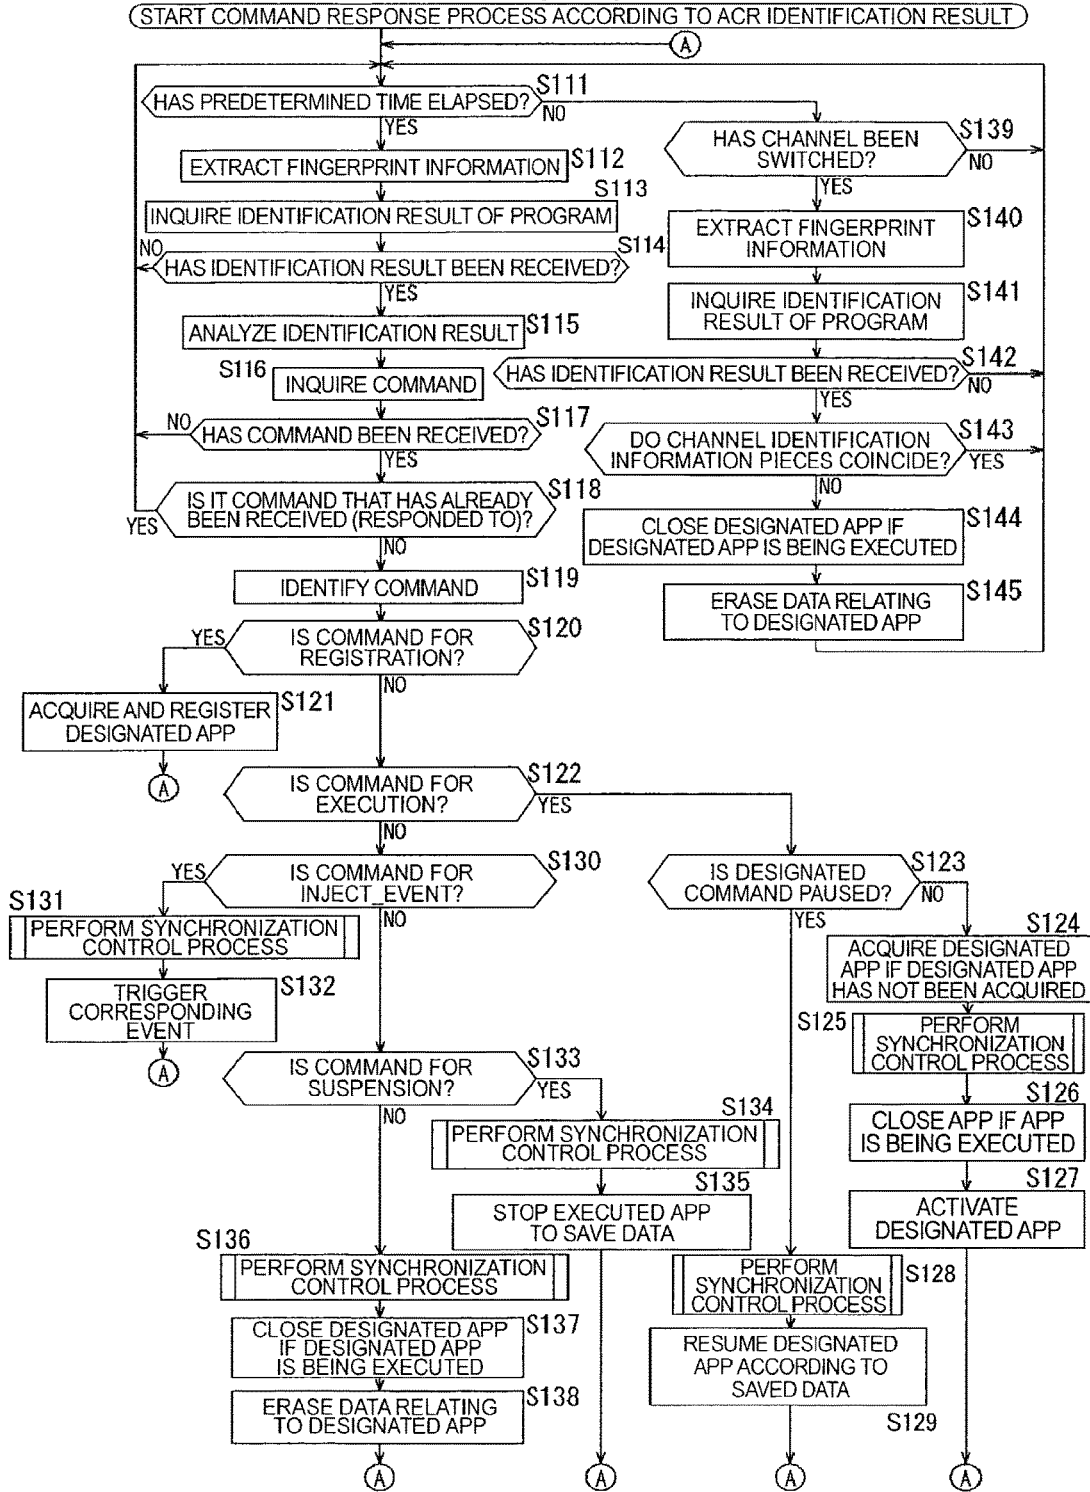 START COMMAND RESPONSE PROCESS ACCORDING TO ACR IDENTIFICATION RESULT
A
S111
HAS PREDETERMINED TIME ELAPSED?
NO
YES
S112
EXTRACT FINGERPRINT INFORMATION
S113
INQUIRE IDENTIFICATION RESULT OF PROGRAM
NO
S114
HAS IDENTIFICATION RESULT BEEN RECEIVED?
YES
S115
ANALYZE IDENTIFICATION RESULT
S116
INQUIRE COMMAND
NO
S117
HAS COMMAND BEEN RECEIVED?
YES
S118
IS IT COMMAND THAT HAS ALREADY
BEEN RECEIVED (RESPONDED TO)?
YES
NO
S119
IDENTIFY COMMAND
S120
YES
IS COMMAND FOR
REGISTRATION?
NO
S121
ACQUIRE AND REGISTER
DESIGNATED APP
A
S139
HAS CHANNEL BEEN
SWITCHED?
NO
YES
S140
EXTRACT FINGERPRINT
INFORMATION
S141
INQUIRE IDENTIFICATION
RESULT OF PROGRAM
S142
HAS IDENTIFICATION RESULT BEEN RECEIVED?
NO
YES
S143
DO CHANNEL IDENTIFICATION
INFORMATION PIECES COINCIDE?
YES
NO
S144
CLOSE DESIGNATED APP IF
DESIGNATED APP IS BEING EXECUTED
S145
ERASE DATA RELATING
TO DESIGNATED APP
S122
IS COMMAND FOR
EXECUTION?
YES
NO
S130
YES
IS COMMAND FOR
INJECT_EVENT?
NO
S131
PERFORM SYNCHRONIZATION
CONTROL PROCESS
S132
TRIGGER
CORRESPONDING
EVENT
A
S123
IS DESIGNATED
COMMAND PAUSED?
NO
YES
S124
ACQUIRE DESIGNATED
APP IF DESIGNATED APP
HAS NOT BEEN ACQUIRED
S125
PERFORM
SYNCHRONIZATION
CONTROL PROCESS
S126
CLOSE APP IF APP
IS BEING EXECUTED
S127
ACTIVATE
DESIGNATED APP
S133
IS COMMAND FOR
SUSPENSION?
YES
NO
S134
PERFORM SYNCHRONIZATION
CONTROL PROCESS
S135
STOP EXECUTED APP
TO SAVE DATA
S136
PERFORM SYNCHRONIZATION
CONTROL PROCESS
S137
CLOSE DESIGNATED APP
IF DESIGNATED APP
IS BEING EXECUTED
S138
ERASE DATA RELATING
TO DESIGNATED APP
S128
PERFORM
SYNCHRONIZATION
CONTROL PROCESS
RESUME DESIGNATED
APP ACCORDING TO
SAVED DATA
S129
A
A
A
A